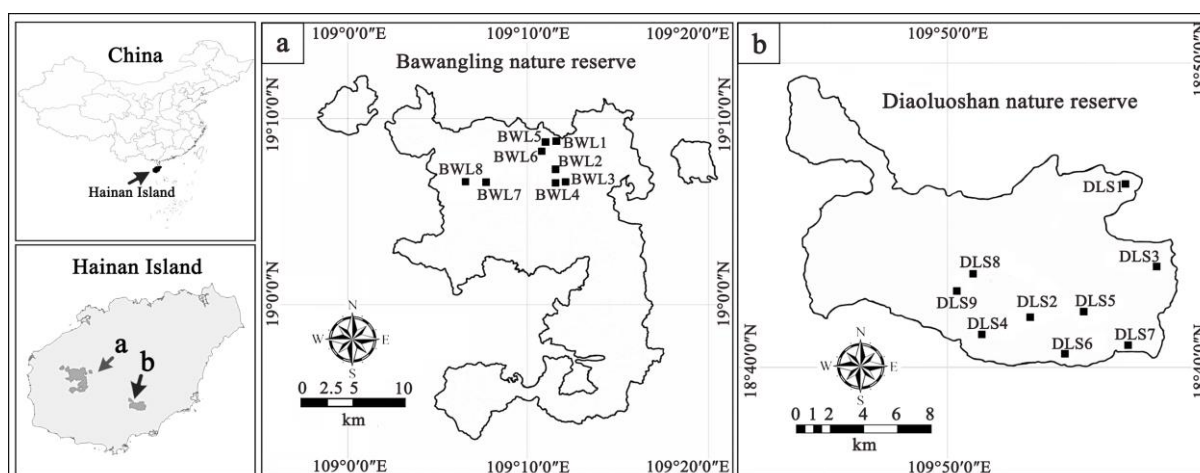 China
Hainan Island
Hainan Island
a
b
a
109°0′0″E
109°10′0″E
109°20′0″E
Bawangling nature reserve
19°10′0″N
19°10′0″N
BWL5
BWL1
BWL6
BWL2
BWL8
BWL3
BWL7
BWL4
19°0′0″N
19°0′0″N
N
W
E
S
0 2.5 5 10
km
109°0′0″E
109°10′0″E
109°20′0″E
b
109°50′0″E
18°50′0″N
Diaoluoshan nature reserve
DLS1
DLS3
DLS8
DLS9
DLS2
DLS5
DLS4
DLS6
DLS7
18°40′0″N
18°40′0″N
N
W
E
S
0 1 2 4 6 8
km
109°50′0″E